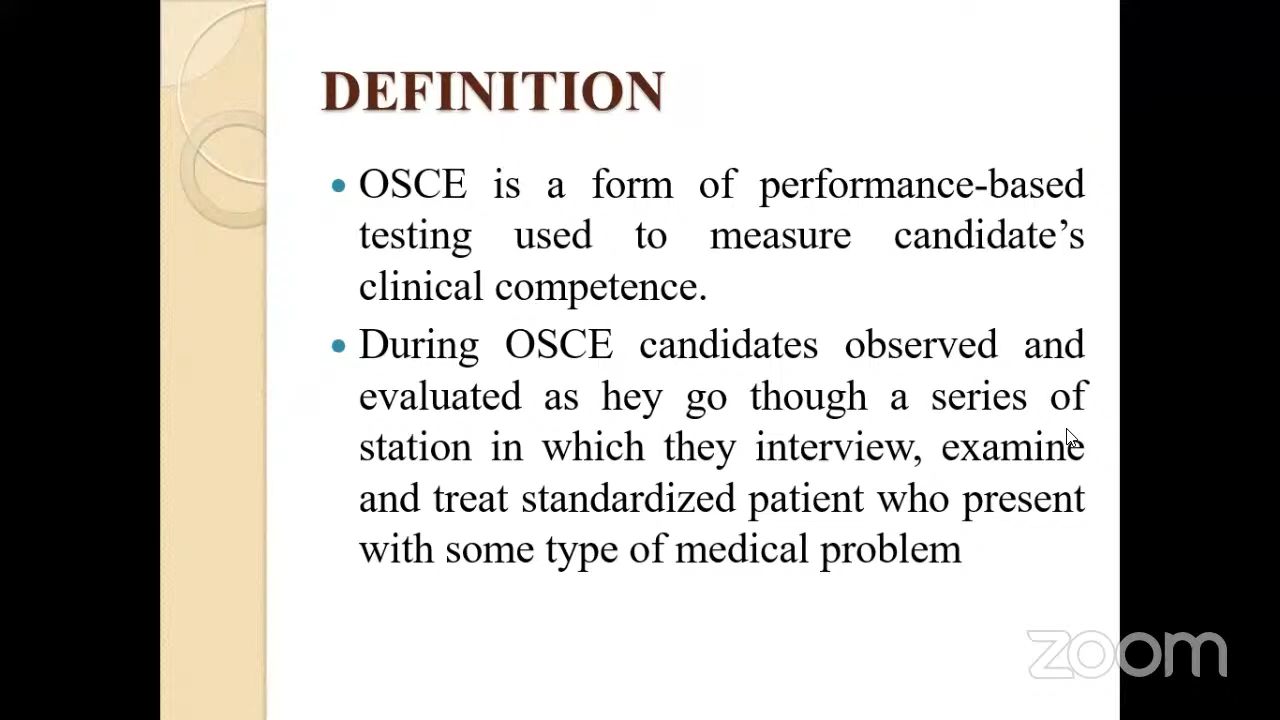 DEFINITION
OSCE is a form of performance-based
testing used to measure candidate’s
clinical competence.
During OSCE candidates observed and
evaluated as hey go though a series of
station in which they interview, examine
and treat standardized patient who present
with some type of medical problem
zoom